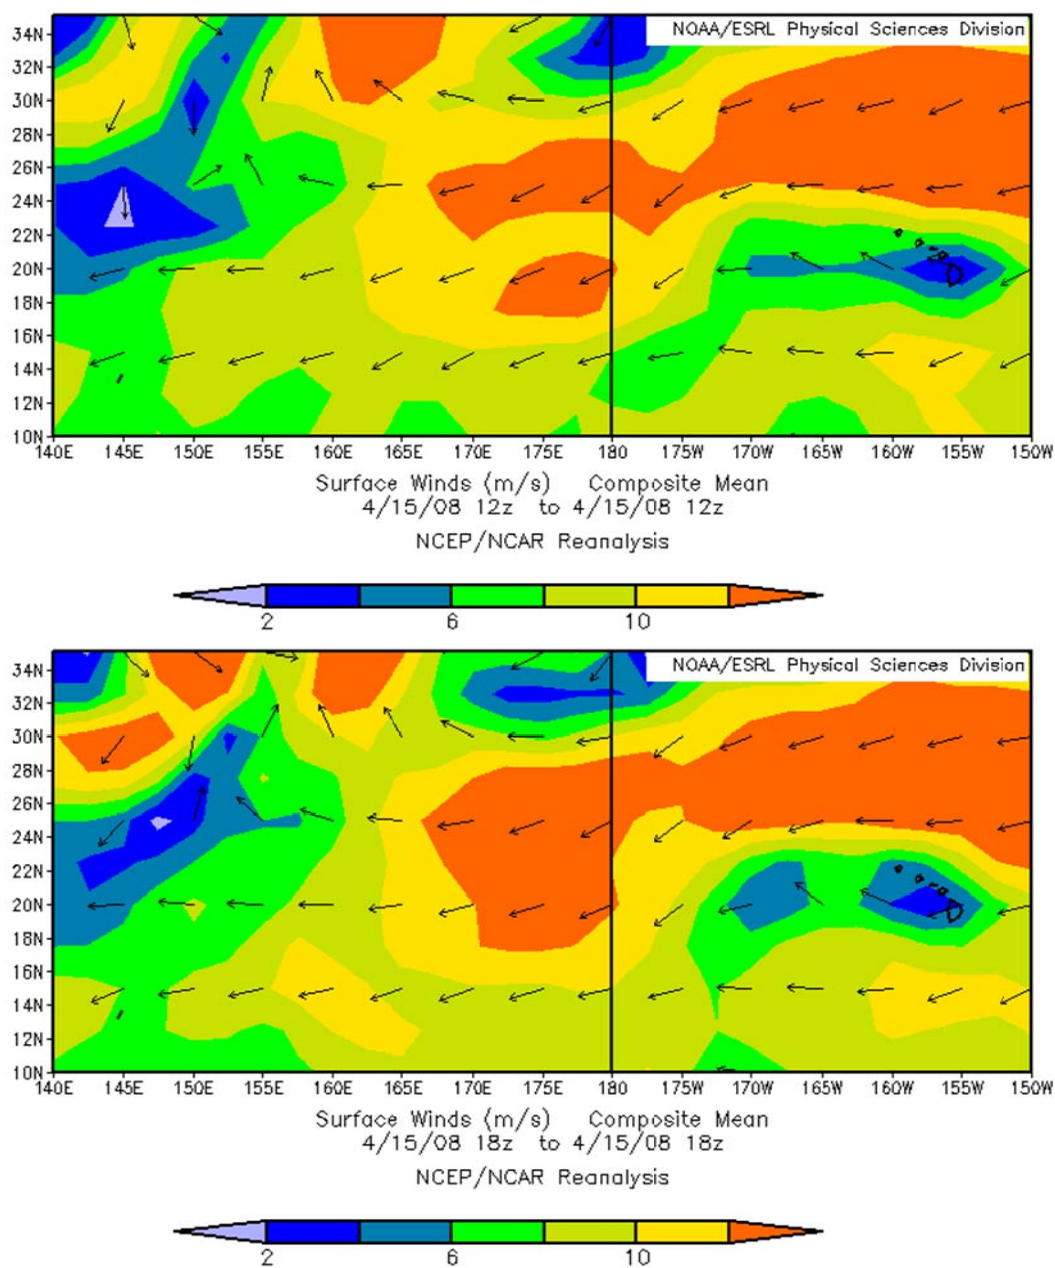 NOAA/ESRL Physical Sciences Division
34N
32N
30N
28N
26N
24N
22N
20N
18N
16N
14N
12N
10N
140E 145E 150E 155E 160E 165E 170E 175E 180 175W 170W 165W 160W 155W 150W
Surface Winds (m/s) Composite Mean
4/15/08 12z to 4/15/08 12z
NCEP/NCAR Reanalysis
2 6 10
NOAA/ESRL Physical Sciences Division
34N
32N
30N
28N
26N
24N
22N
20N
18N
16N
14N
12N
10N
140E 145E 150E 155E 160E 165E 170E 175E 180 175W 170W 165W 160W 155W 150W
Surface Winds (m/s) Composite Mean
4/15/08 18z to 4/15/08 18z
NCEP/NCAR Reanalysis
2 6 10